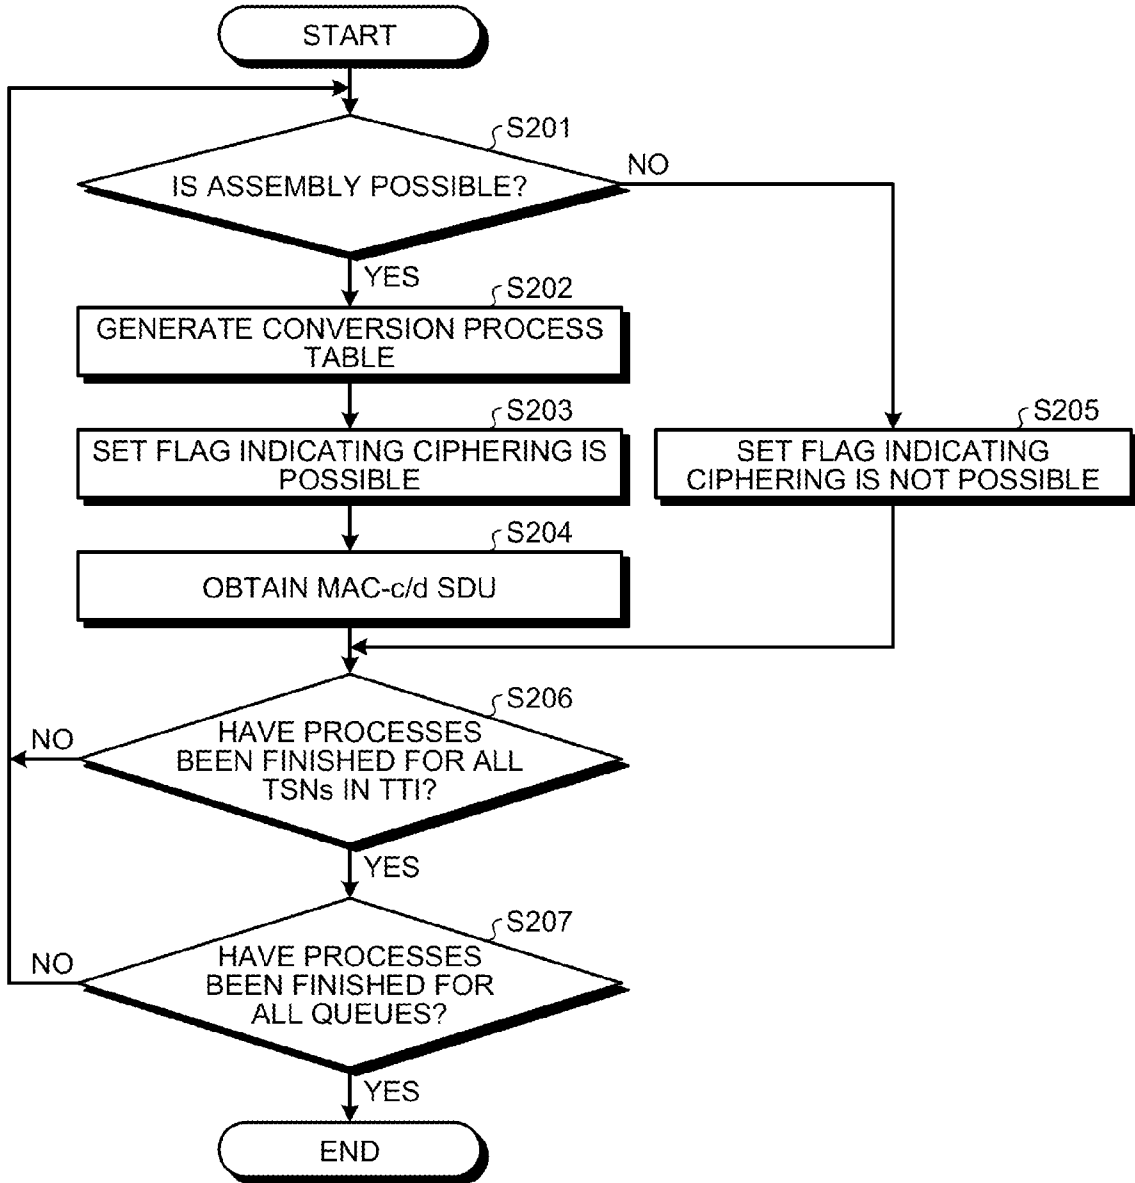 START
S201
IS ASSEMBLY POSSIBLE?
NO
YES
S202
GENERATE CONVERSION PROCESS
TABLE
S203
SET FLAG INDICATING CIPHERING IS
POSSIBLE
S205
SET FLAG INDICATING
CIPHERING IS NOT POSSIBLE
S204
OBTAIN MAC-c/d SDU
S206
HAVE PROCESSES
BEEN FINISHED FOR ALL
TSNs IN TTI?
NO
YES
S207
HAVE PROCESSES
BEEN FINISHED FOR
ALL QUEUES?
NO
YES
END